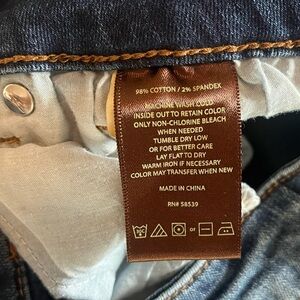 98% COTTON / 2% SPANDEX
MACHINE WASH COLD
INSIDE OUT TO RETAIN COLOR
ONLY NON-CHLORINE BLEACH
WHEN NEEDED
TUMBLE DRY LOW
OR FOR BETTER CARE
LAY FLAT TO DRY
WARM IRON IF NECESSARY
COLOR MAY TRANSFER WHEN NEW
MADE IN CHINA
RN# 58539
or